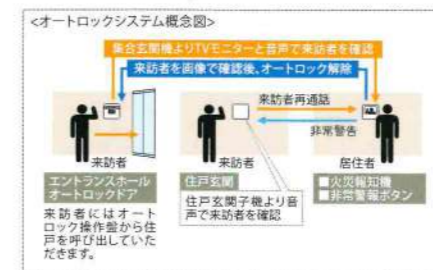 <オートロックシステム概念図>
集合玄関機よりTVモニターと音声で来訪者を確認
来訪者を画像で確認後、オートロック解除
来訪者再通話
非常警告
来訪者
来訪者
居住者
エントランスホール
オートロックドア
住戸玄関
■火災報知機
■非常警報ボタン
来訪者にはオート
ロック操作盤から住
戸を呼び出していた
だきます。
住戸玄関子機より音
声で来訪者を確認